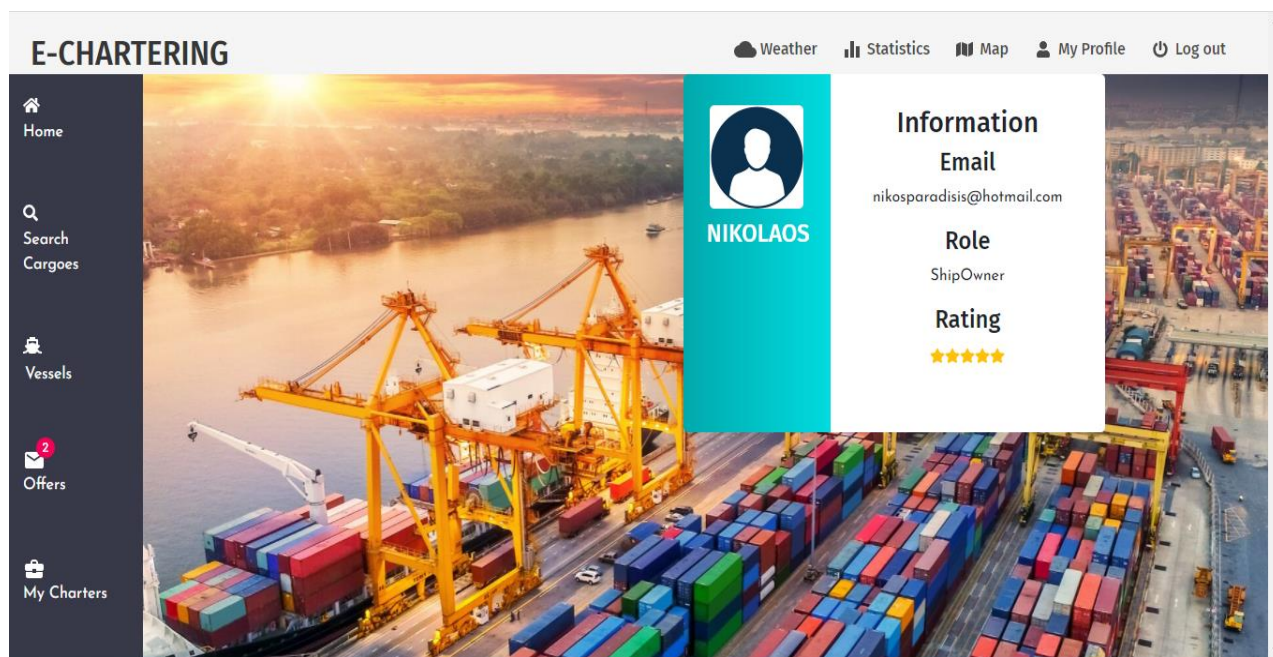 E-CHARTERING
Weather
Statistics
Map
My Profile
Log out
Home
Search
Cargoes
Vessels
2
Offers
My Charters
NIKOLAOS
Information
Email
nikosparadisis@hotmail.com
Role
ShipOwner
Rating